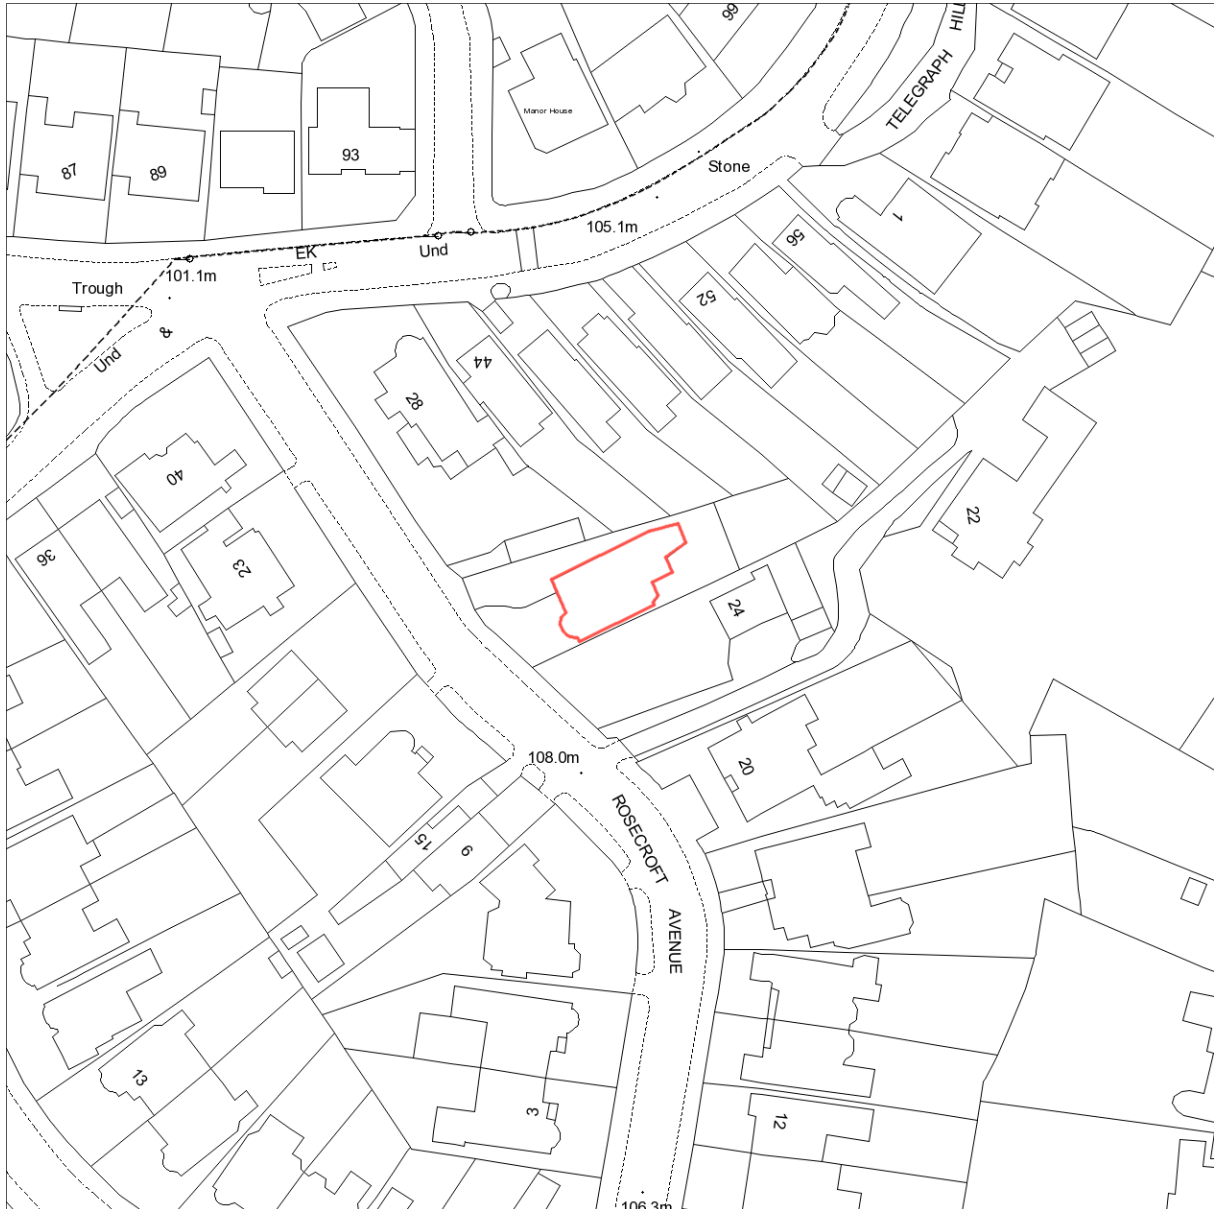 99
HILL
TELEGRAPH
Manor House
93
87
89
Stone
1
105.1m
56
EK
Und
101.1m
Trough
52
&
Und
44
28
40
36
23
22
24
108.0m
20
15
9
ROSECROFT
AVENUE
13
3
12
106.3m